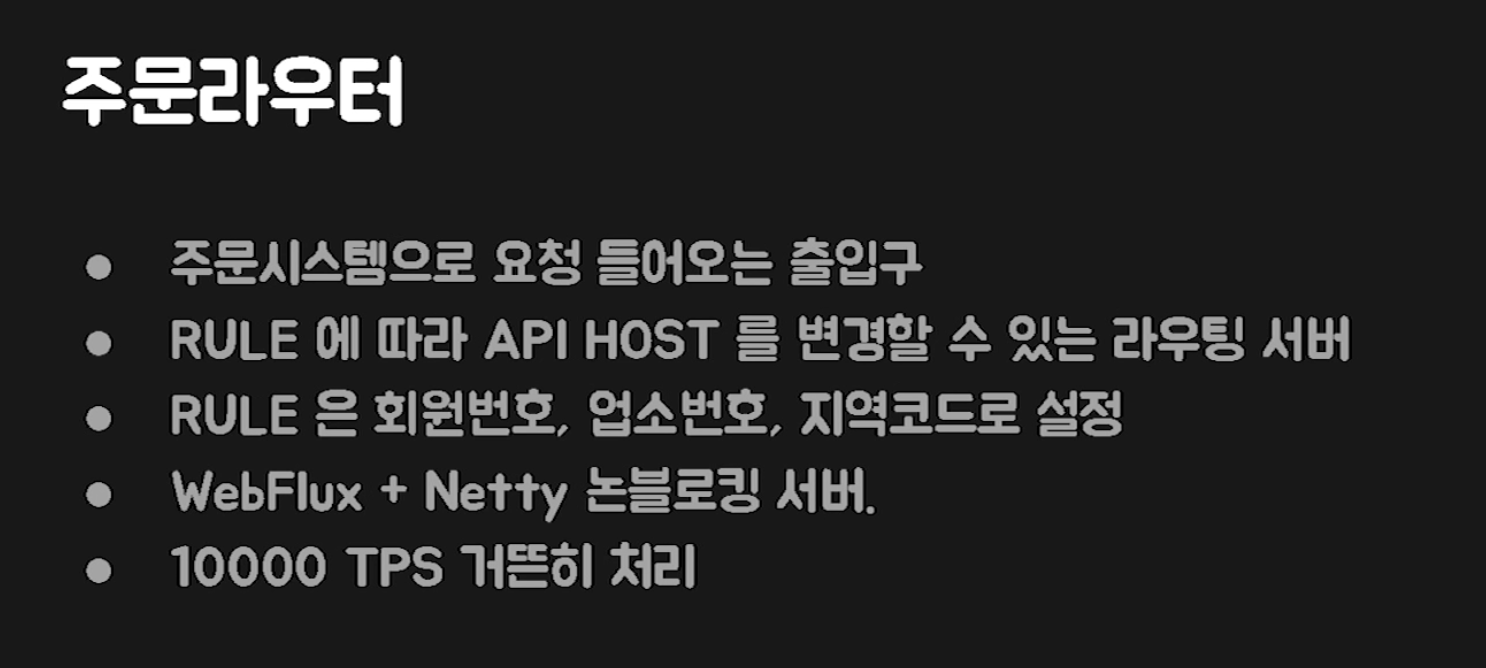 주문라우터
● 주문시스템으로 요청 들어오는 출입구
● RULE 에 따라 API HOST 를 변경할 수 있는 라우팅 서버
● RULE 은 회원번호, 업소번호, 지역코드로 설정
● WebFlux + Netty 논블로킹 서버.
● 10000 TPS 거뜬히 처리